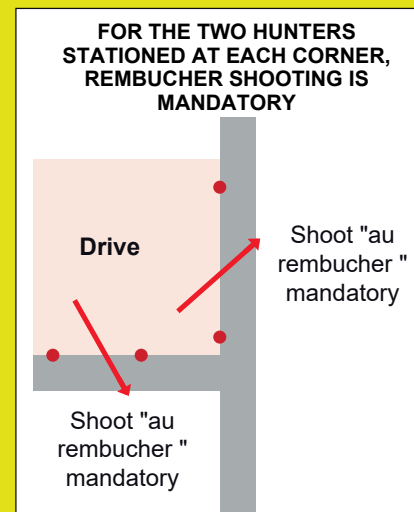 FOR THE TWO HUNTERS
STATIONED AT EACH CORNER,
REMBUCHER SHOOTING IS
MANDATORY
Drive
Shoot "au
rembucher "
mandatory
Shoot "au
rembucher "
mandatory